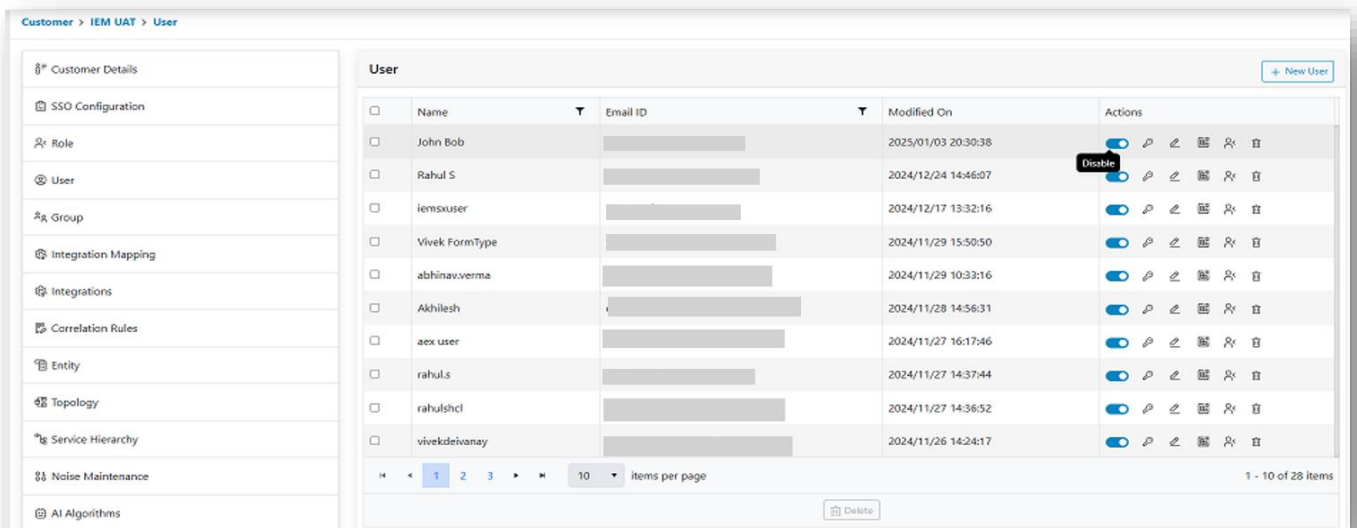 Customer > IEM UAT > User
Customer Details
SSO Configuration
Role
User
Group
Integration Mapping
Integrations
Correlation Rules
Entity
Topology
Service Hierarchy
Noise Maintenance
AI Algorithms
User
+ New User
Name Email ID Modified On Actions
John Bob 2025/01/03 20:30:38
Disable
Rahul S 2024/12/24 14:46:07
iemsxuser 2024/12/17 13:32:16
Vivek FormType 2024/11/29 15:50:50
abhinav.verma 2024/11/29 10:33:16
Akhilesh 2024/11/28 14:56:31
aex user 2024/11/27 16:17:46
rahul.s 2024/11/27 14:37:44
rahulshcl 2024/11/27 14:36:52
vivekdeivanay 2024/11/26 14:24:17
1 2 3 10 items per page 1 - 10 of 28 items
Delete